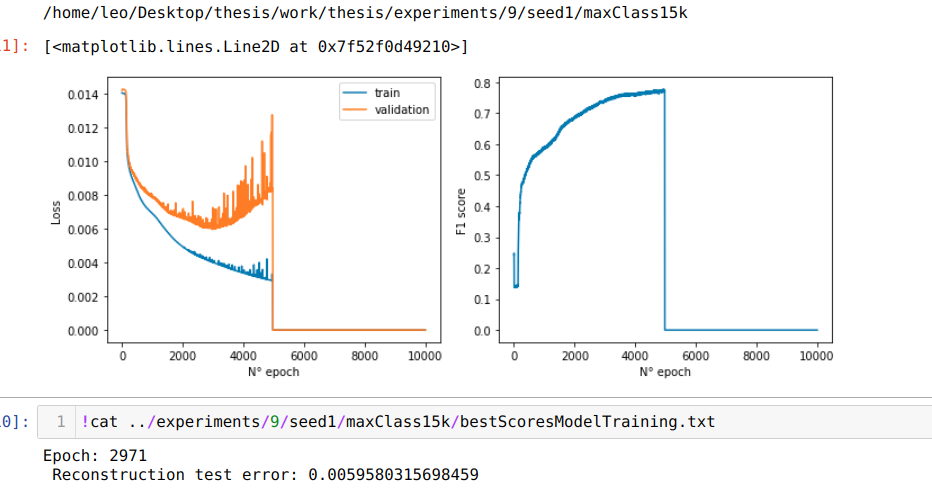 /home/leo/Desktop/thesis/work/thesis/experiments/9/seed1/maxClass15k
1]: [<matplotlib.lines.Line2D at 0x7f52f0d49210>]
train
validation
0.014
0.012
0.010
0.008
0.006
0.004
0.002
0.000
Loss
0 2000 4000 6000 8000 10000
N° epoch
0.8
0.7
0.6
0.5
0.4
0.3
0.2
0.1
0.0
F1 score
0 2000 4000 6000 8000 10000
N° epoch
0]: 1 !cat ../experiments/9/seed1/maxClass15k/bestScoresModelTraining.txt
Epoch: 2971
Reconstruction test error: 0.0059580315698459